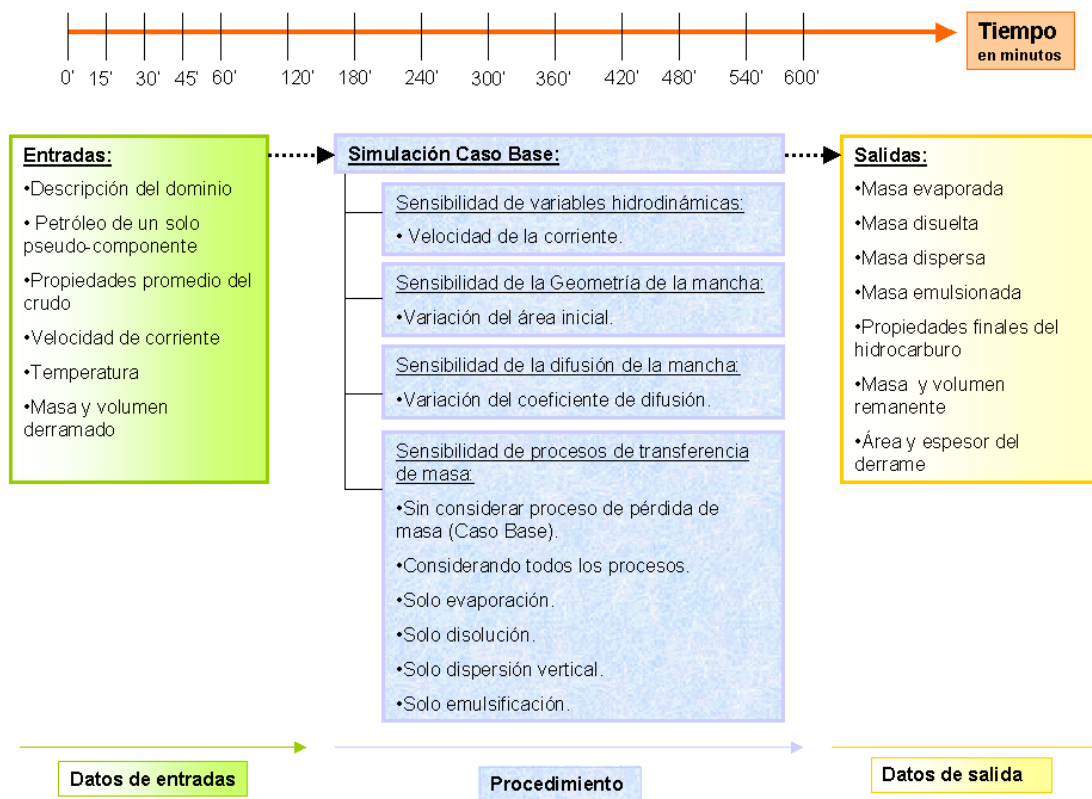 Tiempo
en minutos
0' 15' 30' 45' 60' 120' 180' 240' 300' 360' 420' 480' 540' 600'
Entradas:
•Descripción del dominio
• Petróleo de un solo
pseudo-componente
•Propiedades promedio del
crudo
•Velocidad de corriente
•Temperatura
•Masa y volumen
derramado
Simulación Caso Base:
Sensibilidad de variables hidrodinámicas:
• Velocidad de la corriente.
Sensibilidad de la Geometría de la mancha:
•Variación del área inicial.
Sensibilidad de la difusión de la mancha:
•Variación del coeficiente de difusión.
Sensibilidad de procesos de transferencia
de masa:
•Sin considerar proceso de pérdida de
masa (Caso Base).
•Considerando todos los procesos.
•Solo evaporación.
•Solo disolución.
•Solo dispersión vertical.
•Solo emulsificación.
Salidas:
•Masa evaporada
•Masa disuelta
•Masa dispersa
•Masa emulsionada
•Propiedades finales del
hidrocarburo
•Masa y volumen
remanente
•Área y espesor del
derrame
Datos de entradas
Procedimiento
Datos de salida